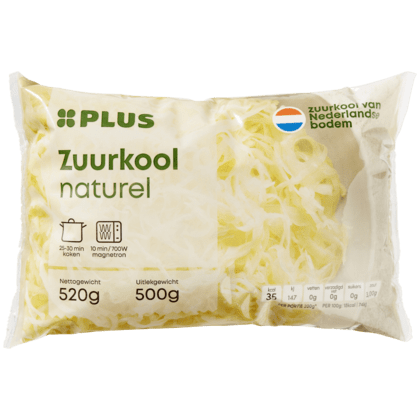 PLUS
zuurkool van
Nederlandse
bodem
Zuurkool
naturel
25-30 min
koken
10 min/700W
magnetron
Nettogewicht
520g
Uitlekgewicht
500g
35 147 0g 0g 0g